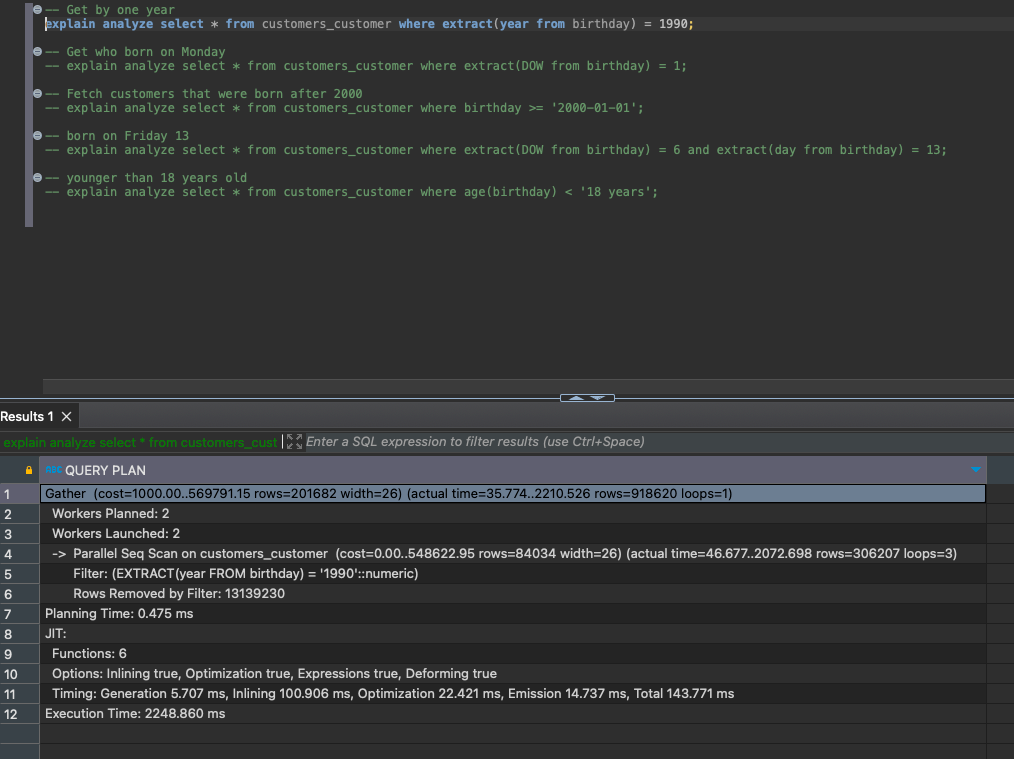 -- Get by one year
explain analyze select * from customers_customer where extract(year from birthday) = 1990;
-- Get who born on Monday
-- explain analyze select * from customers_customer where extract(DOW from birthday) = 1;
-- Fetch customers that were born after 2000
-- explain analyze select * from customers_customer where birthday >= '2000-01-01';
-- born on Friday 13
-- explain analyze select * from customers_customer where extract(DOW from birthday) = 6 and extract(day from birthday) = 13;
-- younger than 18 years old
-- explain analyze select * from customers_customer where age(birthday) < '18 years';
Results 1
explain analyze select * from customers_cust Enter a SQL expression to filter results (use Ctrl+Space)
ABC QUERY PLAN
1 Gather (cost=1000.00..569791.15 rows=201682 width=26) (actual time=35.774..2210.526 rows=918620 loops=1)
2 Workers Planned: 2
3 Workers Launched: 2
4 -> Parallel Seq Scan on customers_customer (cost=0.00..548622.95 rows=84034 width=26) (actual time=46.677..2072.698 rows=306207 loops=3)
5 Filter: (EXTRACT(year FROM birthday) = '1990'::numeric)
6 Rows Removed by Filter: 13139230
7 Planning Time: 0.475 ms
8 JIT:
9 Functions: 6
10 Options: Inlining true, Optimization true, Expressions true, Deforming true
11 Timing: Generation 5.707 ms, Inlining 100.906 ms, Optimization 22.421 ms, Emission 14.737 ms, Total 143.771 ms
12 Execution Time: 2248.860 ms